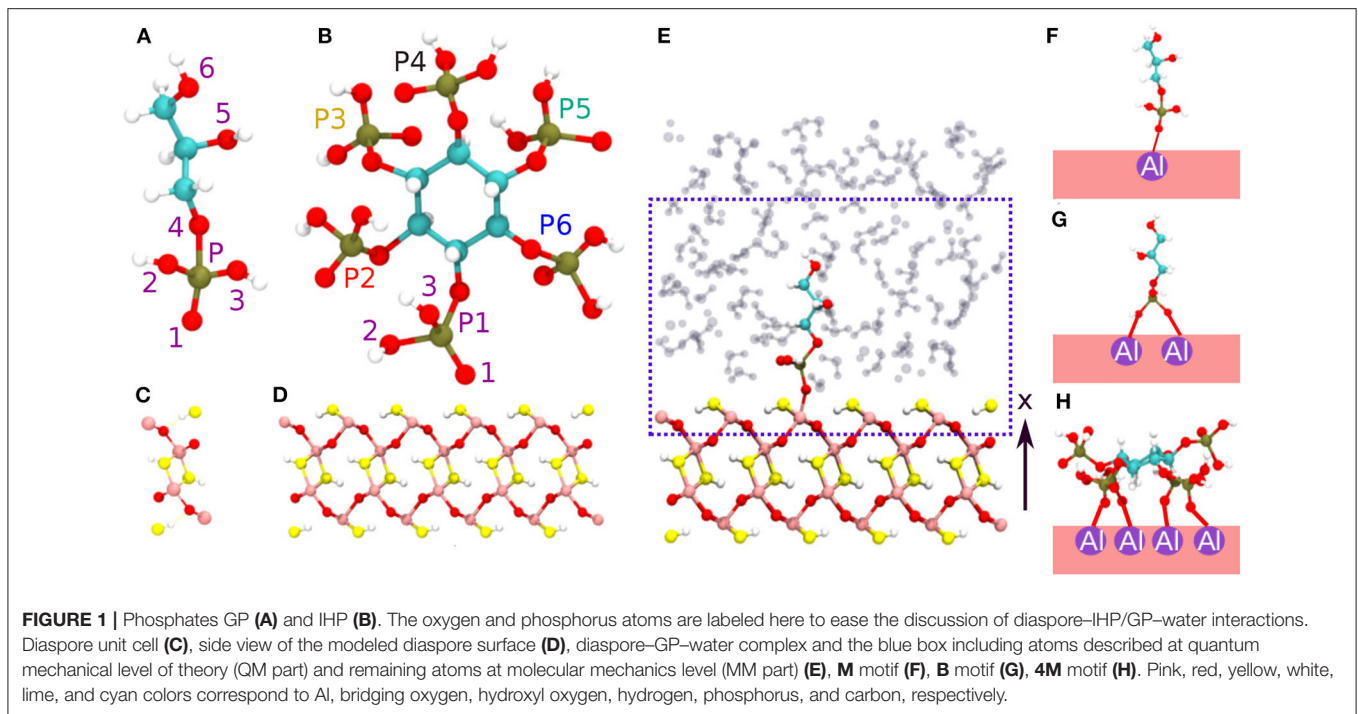 A
B
E
F
6
5
4
P
2
3
1
P4
P3
P5
P2
P6
3
P1
2
1
Al
G
Al Al
C
D
X
H
Al Al Al Al
FIGURE 1 | Phosphates GP (A) and IHP (B). The oxygen and phosphorus atoms are labeled here to ease the discussion of diaspore–IHP/GP–water interactions.
Diaspore unit cell (C), side view of the modeled diaspore surface (D), diaspore–GP–water complex and the blue box including atoms described at quantum
mechanical level of theory (QM part) and remaining atoms at molecular mechanics level (MM part) (E), M motif (F), B motif (G), 4M motif (H). Pink, red, yellow, white,
lime, and cyan colors correspond to Al, bridging oxygen, hydroxyl oxygen, hydrogen, phosphorus, and carbon, respectively.